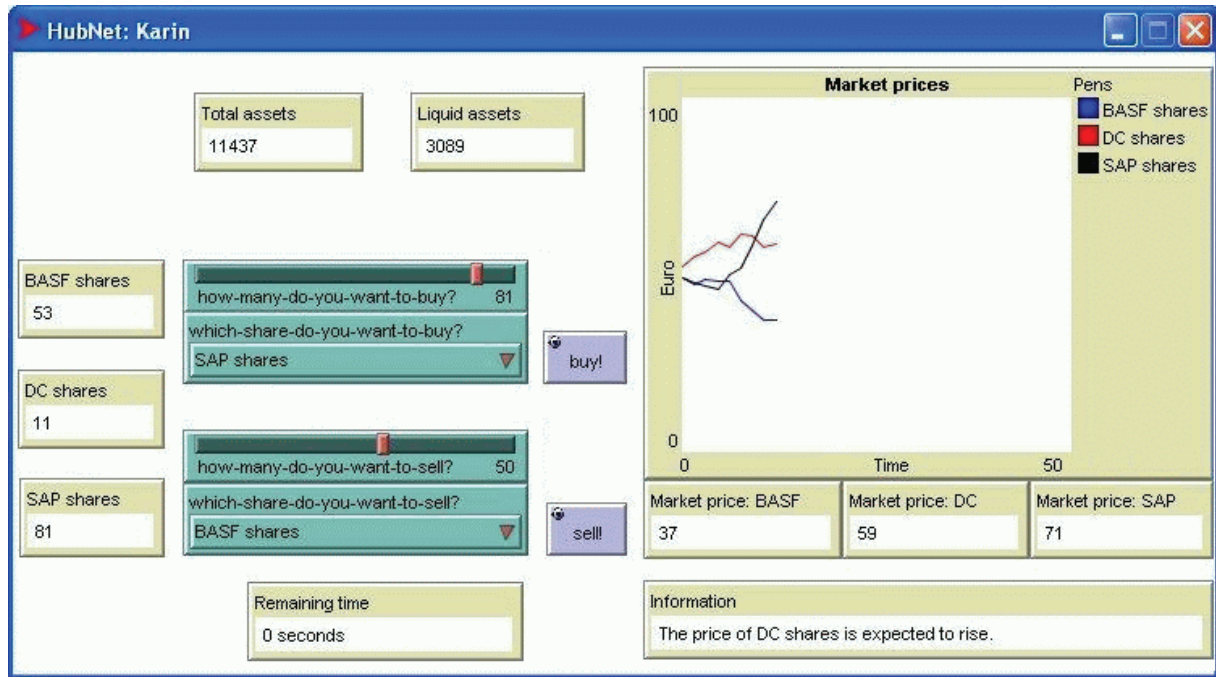 HubNet: Karin
Total assets
11437
Liquid assets
3089
BASF shares
53
DC shares
11
SAP shares
81
how-many-do-you-want-to-buy? 81
which-share-do-you-want-to-buy?
SAP shares
buy!
how-many-do-you-want-to-sell? 50
which-share-do-you-want-to-sell?
BASF shares
sell!
Remaining time
0 seconds
Market prices
Pens
BASF shares
DC shares
SAP shares
100
Euro
0
0 Time 50
Market price: BASF
37
Market price: DC
59
Market price: SAP
71
Information
The price of DC shares is expected to rise.